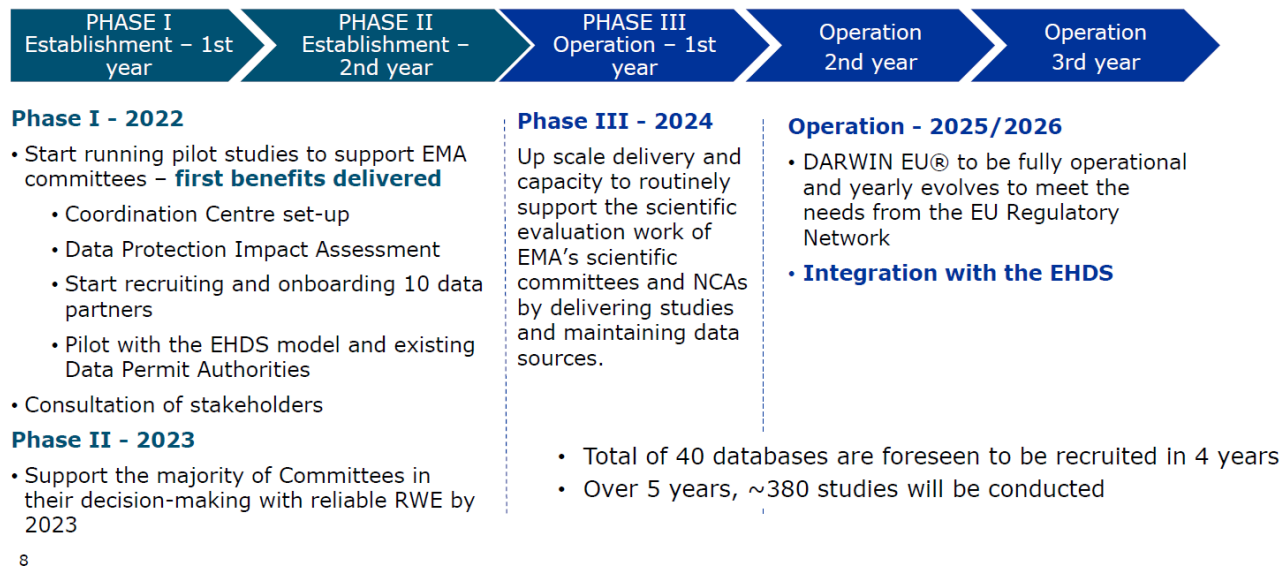 PHASE I
Establishment – 1st
year
PHASE II
Establishment –
2nd year
PHASE III
Operation – 1st
year
Operation
2nd year
Operation
3rd year
Phase I - 2022
• Start running pilot studies to support EMA
committees – first benefits delivered
• Coordination Centre set-up
• Data Protection Impact Assessment
• Start recruiting and onboarding 10 data
partners
• Pilot with the EHDS model and existing
Data Permit Authorities
• Consultation of stakeholders
Phase II - 2023
• Support the majority of Committees in
their decision-making with reliable RWE by
2023
Phase III - 2024
Up scale delivery and
capacity to routinely
support the scientific
evaluation work of
EMA’s scientific
committees and NCAs
by delivering studies
and maintaining data
sources.
Operation - 2025/2026
• DARWIN EU® to be fully operational
and yearly evolves to meet the
needs from the EU Regulatory
Network
• Integration with the EHDS
• Total of 40 databases are foreseen to be recruited in 4 years
• Over 5 years, ~380 studies will be conducted
8